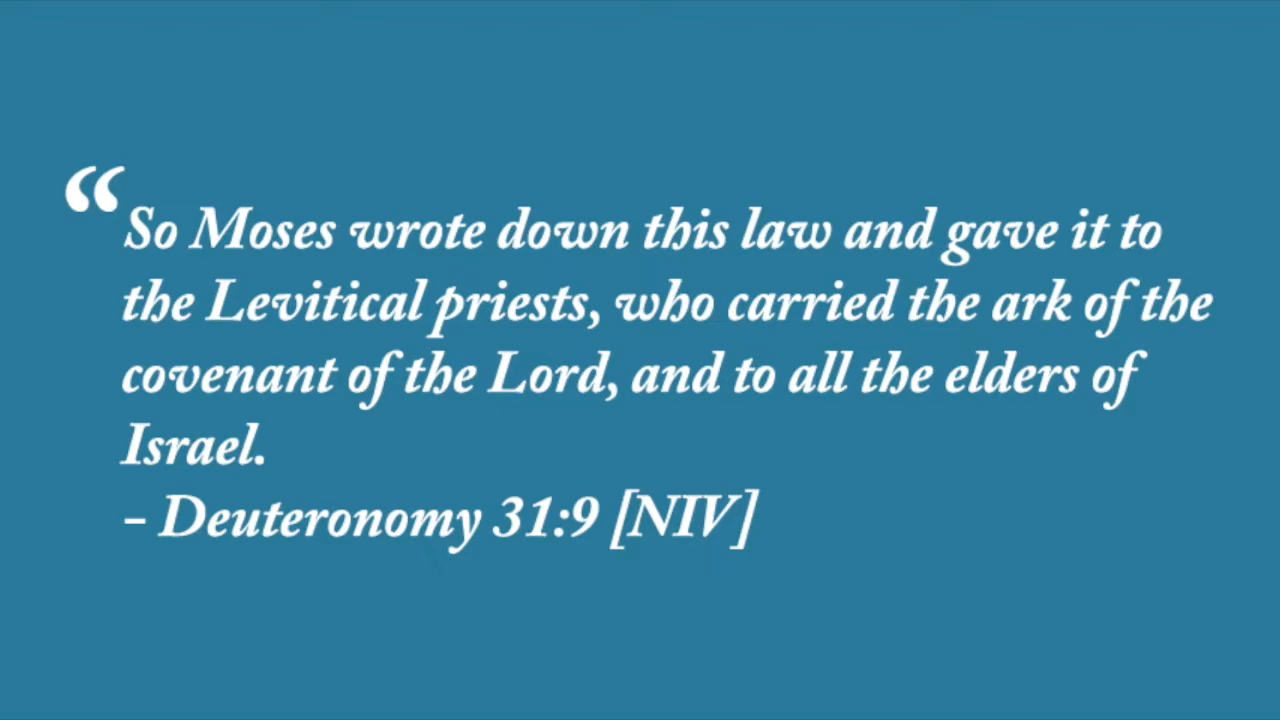 “So Moses wrote down this law and gave it to
the Levitical priests, who carried the ark of the
covenant of the Lord, and to all the elders of
Israel.
– Deuteronomy 31:9 [NIV]